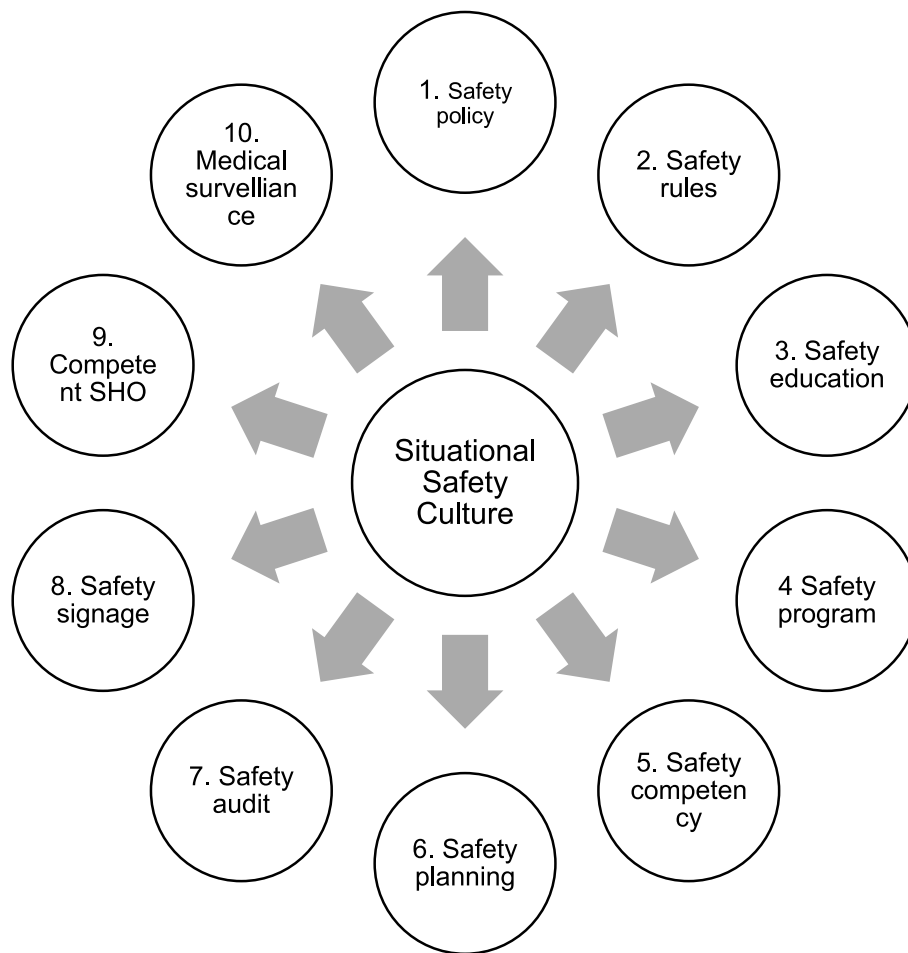 1. Safety
policy
2. Safety
rules
3. Safety
education
4 Safety
program
5. Safety
competen
cy
6. Safety
planning
7. Safety
audit
8. Safety
signage
9.
Compete
nt SHO
10.
Medical
survellian
ce
Situational
Safety
Culture